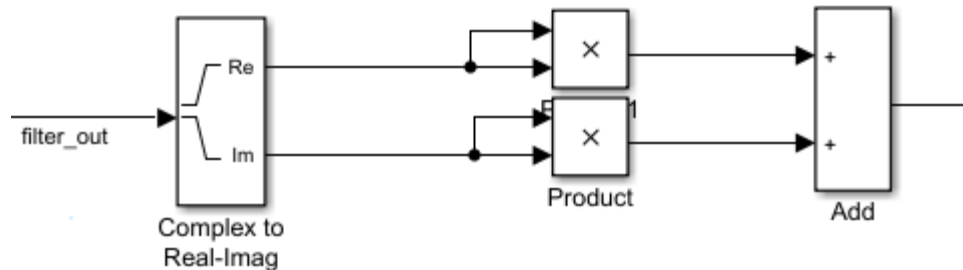 Re
filter_out
Im
Complex to
Real-Imag
×
×
Product
+
+
Add